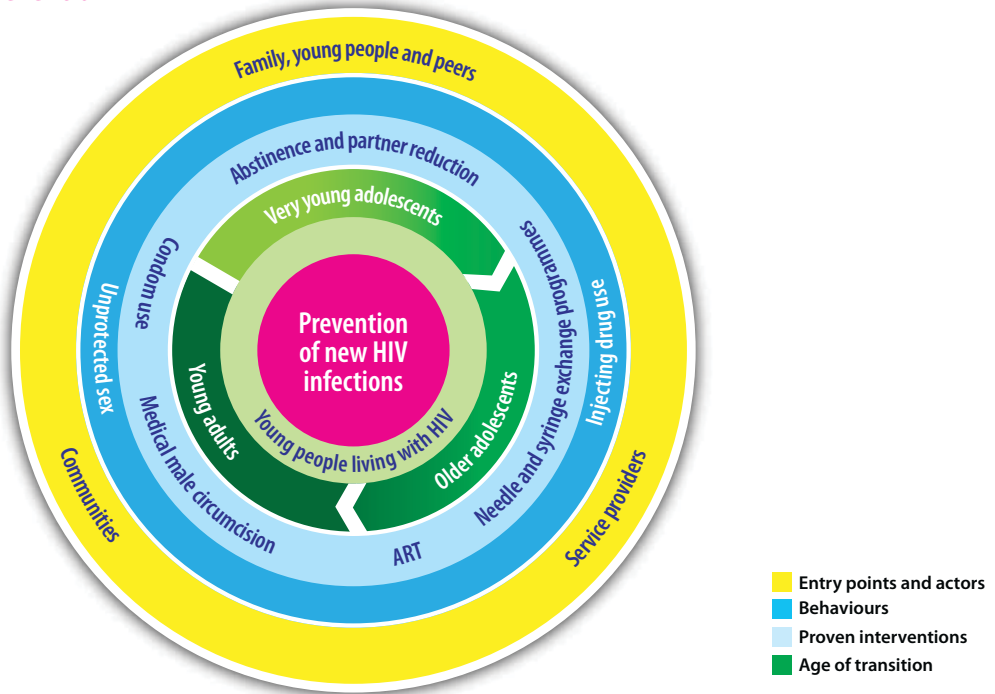 Family, young people and peers
Abstinence and partner reduction
Very young adolescents
Condom use
Unprotected sex
Prevention
of new HIV
infections
Needle and syringe exchange programmes
Injecting drug use
Young adults
Young people living with HIV
Older adolescents
Medical male circumcision
ART
Communities
Service providers
Entry points and actors
Behaviours
Proven interventions
Age of transition